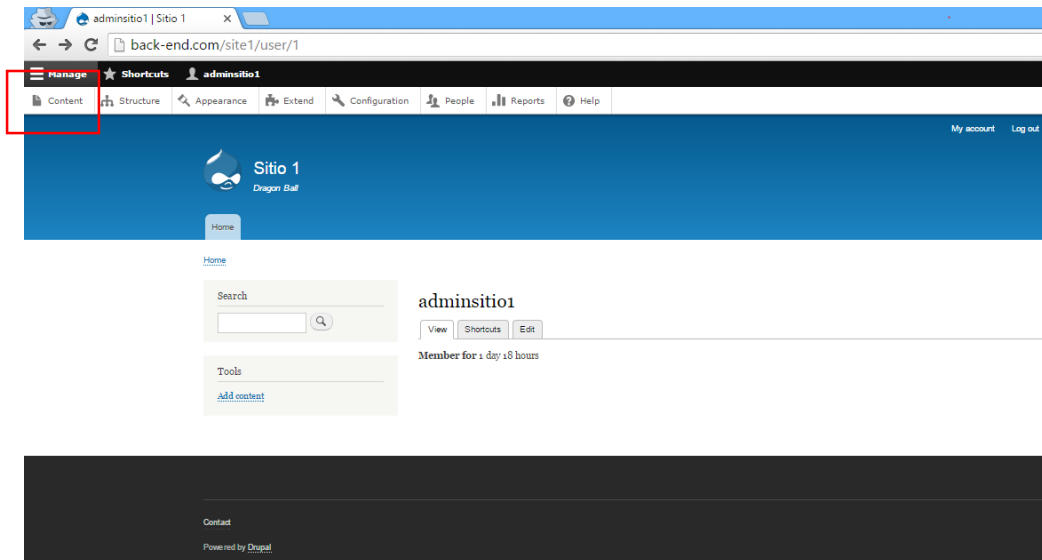 adminsitio1 | Sitio 1
back-end.com/site1/user/1
Manage Shortcuts adminsitio1
Content Structure Appearance Extend Configuration People Reports Help
My account Log out
Sitio 1
Dragon Ball
Home
Home
Search
Tools
Add content
adminsitio1
View Shortcuts Edit
Member for 1 day 18 hours
Contact
Powered by Drupal